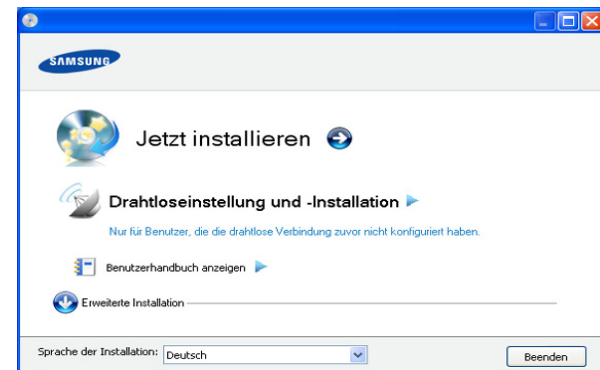 SAMSUNG
Jetzt installieren
Drahtloseinstellung und -Installation
Nur für Benutzer, die die drahtlose Verbindung zuvor nicht konfiguriert haben.
Benutzerhandbuch anzeigen
Erweiterte Installation
Sprache der Installation: Deutsch
Beenden